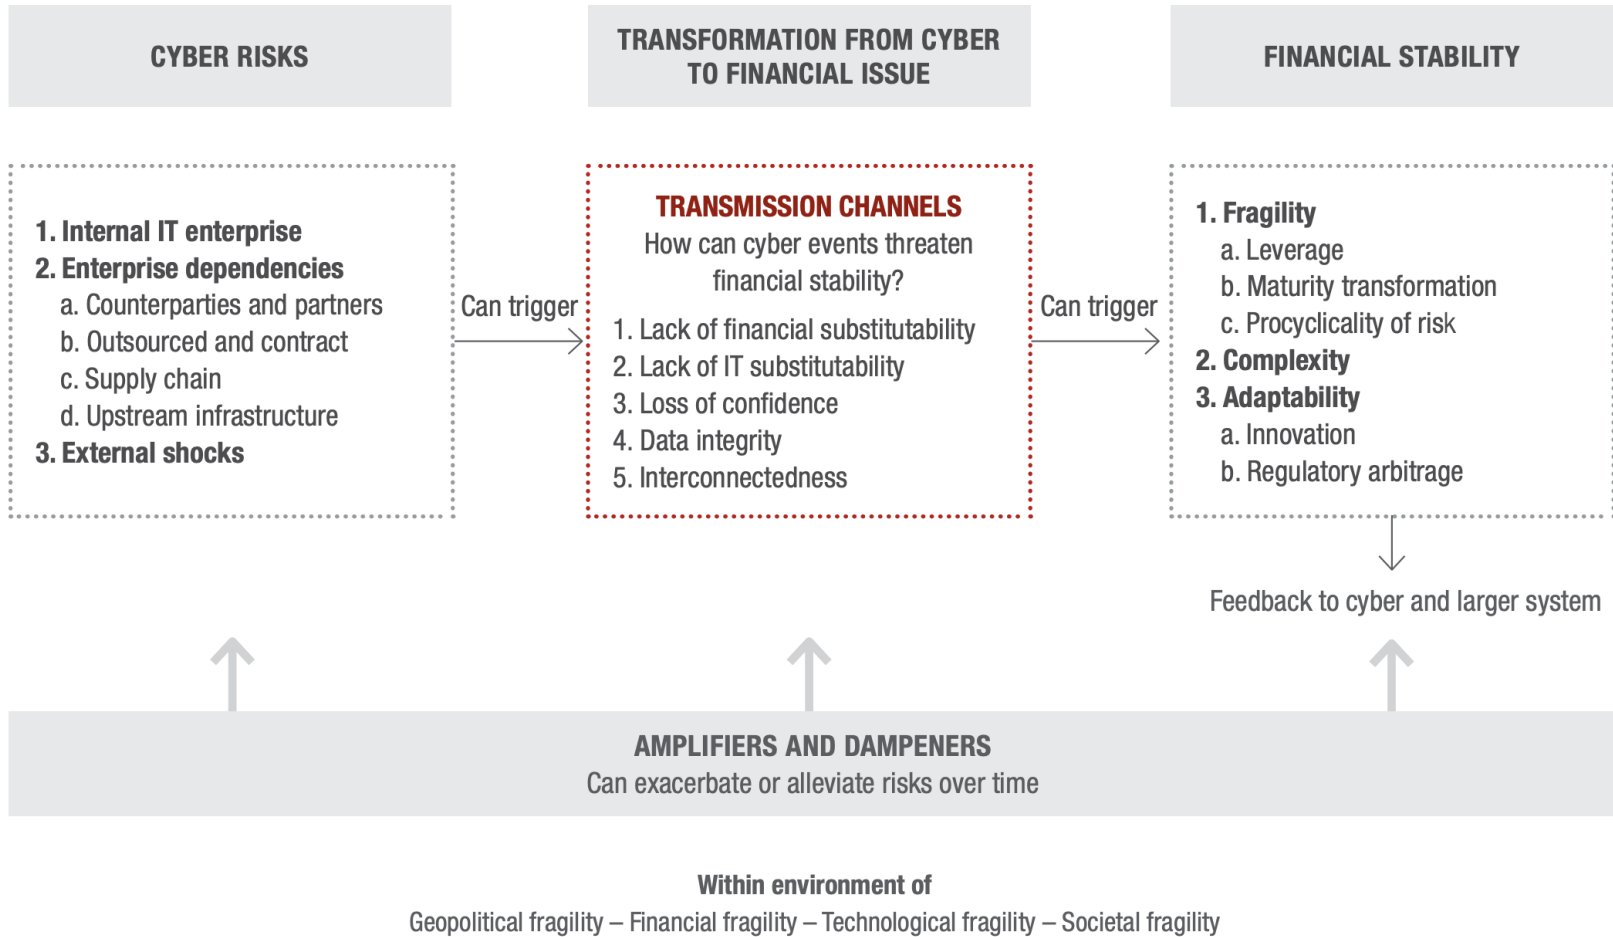 CYBER RISKS
TRANSFORMATION FROM CYBER
TO FINANCIAL ISSUE
FINANCIAL STABILITY
1. Internal IT enterprise
2. Enterprise dependencies
a. Counterparties and partners
b. Outsourced and contract
c. Supply chain
d. Upstream infrastructure
3. External shocks
Can trigger
TRANSMISSION CHANNELS
How can cyber events threaten
financial stability?
1. Lack of financial substitutability
2. Lack of IT substitutability
3. Loss of confidence
4. Data integrity
5. Interconnectedness
Can trigger
1. Fragility
a. Leverage
b. Maturity transformation
c. Procyclicality of risk
2. Complexity
3. Adaptability
a. Innovation
b. Regulatory arbitrage
Feedback to cyber and larger system
AMPLIFIERS AND DAMPENERS
Can exacerbate or alleviate risks over time
Within environment of
Geopolitical fragility – Financial fragility – Technological fragility – Societal fragility